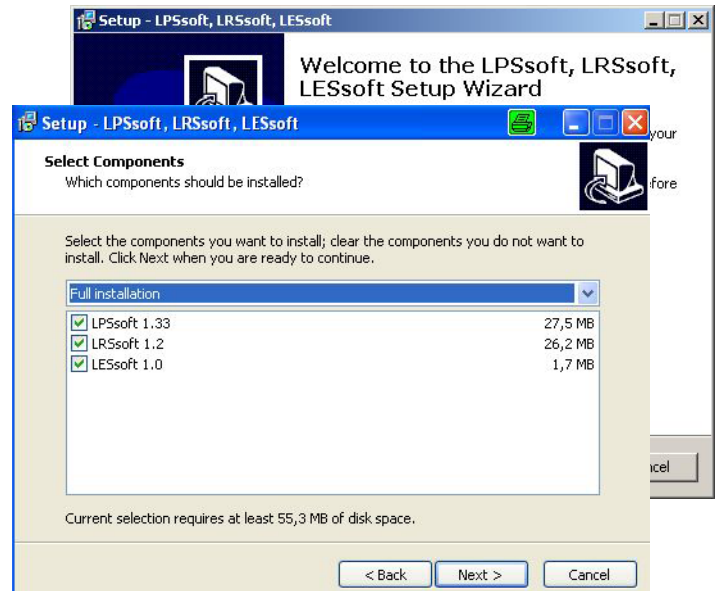 Setup - LPSsoft, LRSsoft, LESsoft
Welcome to the LPSsoft, LRSsoft,
LESsoft Setup Wizard
Setup - LPSsoft, LRSsoft, LESsoft
your
Select Components
Which components should be installed?
Select the components you want to install; clear the components you do not want to
install. Click Next when you are ready to continue.
Full installation
LPSsoft 1.33 27,5 MB
LRSsoft 1.2 26,2 MB
LESsoft 1.0 1,7 MB
Current selection requires at least 55,3 MB of disk space.
< Back Next > Cancel